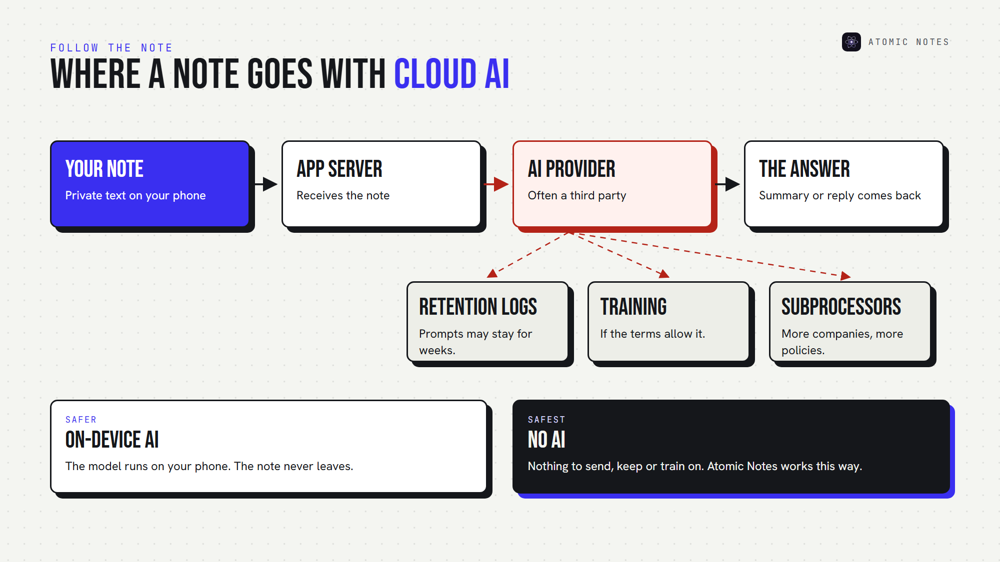 FOLLOW THE NOTE
WHERE A NOTE GOES WITH CLOUD AI
ATOMIC NOTES
YOUR NOTE
Private text on your phone
APP SERVER
Receives the note
AI PROVIDER
Often a third party
THE ANSWER
Summary or reply comes back
RETENTION LOGS
Prompts may stay for
weeks.
TRAINING
If the terms allow it.
SUBPROCESSORS
More companies, more
policies.
SAFER
ON-DEVICE AI
The model runs on your phone. The note never leaves.
SAFEST
NO AI
Nothing to send, keep or train on. Atomic Notes works this way.